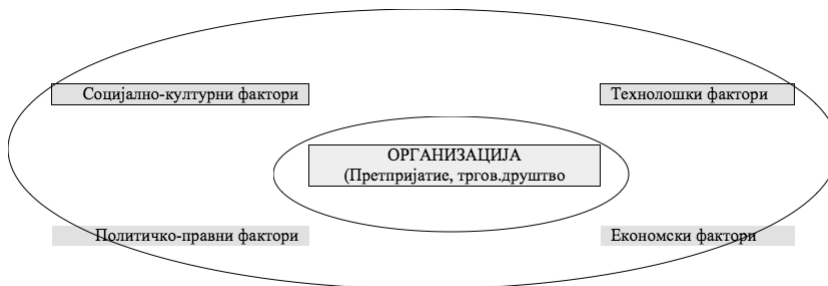 Социјално-културни фактори
Технолошки фактори
ОРГАНИЗАЦИЈА
(Претпријатие, тргов.друштво
Политичко-правни фактори
Економски фактори